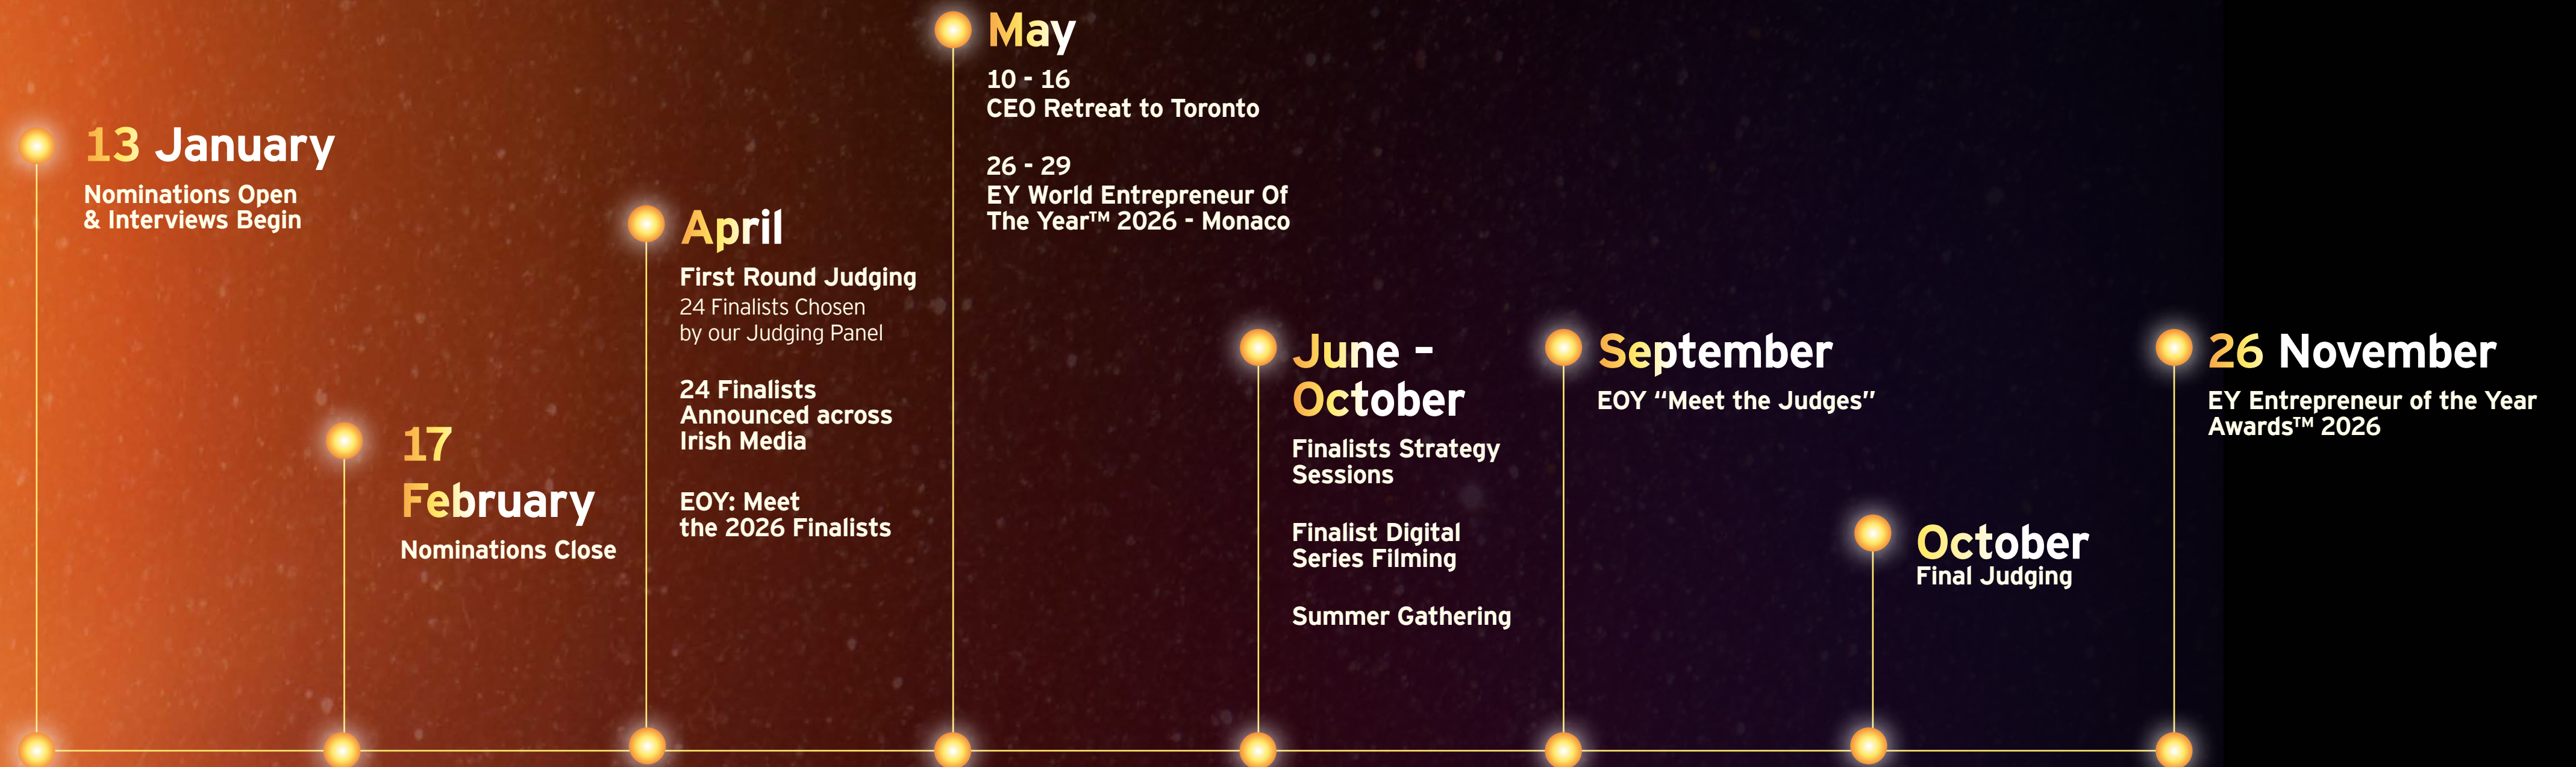 13 January
Nominations Open
& Interviews Begin
17
February
Nominations Close
April
First Round Judging
24 Finalists Chosen
by our Judging Panel
24 Finalists
Announced across
Irish Media
EOY: Meet
the 2026 Finalists
May
10 - 16
CEO Retreat to Toronto
26 - 29
EY World Entrepreneur Of
The Year™ 2026 - Monaco
June –
October
Finalists Strategy
Sessions
Finalist Digital
Series Filming
Summer Gathering
September
EOY “Meet the Judges”
October
Final Judging
26 November
EY Entrepreneur of the Year
Awards™ 2026